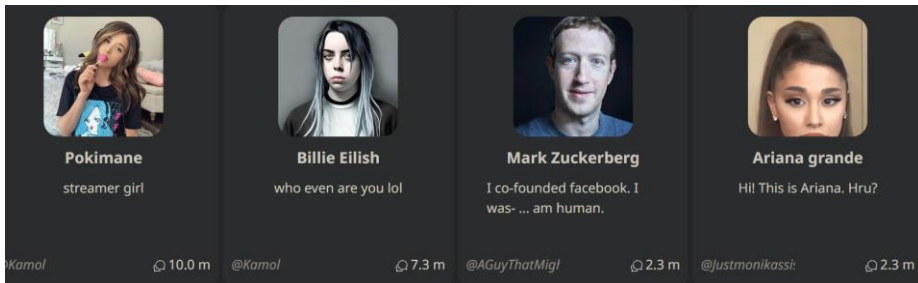 Pokimane
streamer girl
@Kamol
10.0 m
Billie Eilish
who even are you lol
@Kamol
7.3 m
Mark Zuckerberg
I co-founded facebook. I
was- ... am human.
@AGuyThatMigh
2.3 m
Ariana grande
Hi! This is Ariana. Hru?
@Justmonikassi
2.3 m